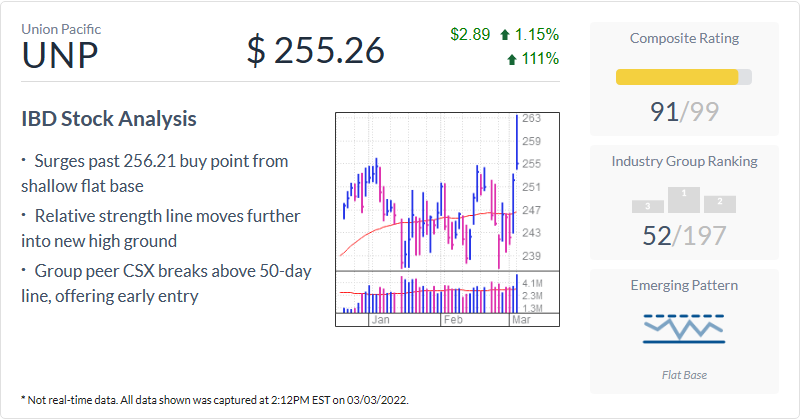 Union Pacific
UNP
$ 255.26
$2.89 1.15%
111%
IBD Stock Analysis
· Surges past 256.21 buy point from
shallow flat base
· Relative strength line moves further
into new high ground
· Group peer CSX breaks above 50-day
line, offering early entry
263
259
255
251
247
243
239
4.1M
2.3M
1.3M
Jan Feb Mar
Composite Rating
91/99
Industry Group Ranking
3 1 2
52/197
Emerging Pattern
Flat Base
* Not real-time data. All data shown was captured at 2:12PM EST on 03/03/2022.